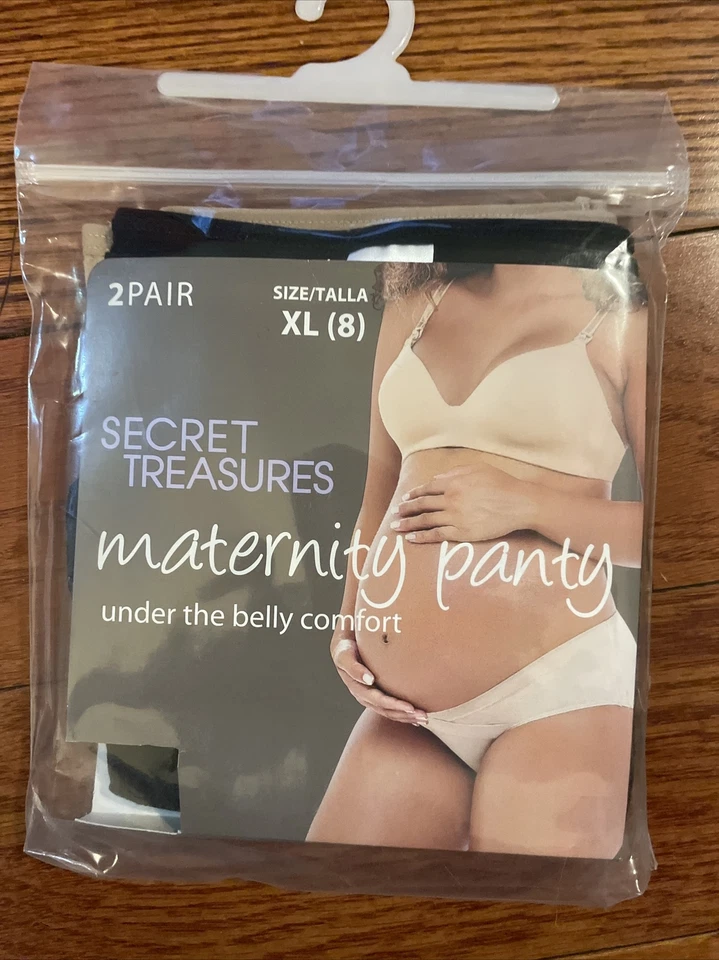 2PAIR
SIZE/TALLA
XL (8)
SECRET
TREASURES
maternity panty
under the belly comfort